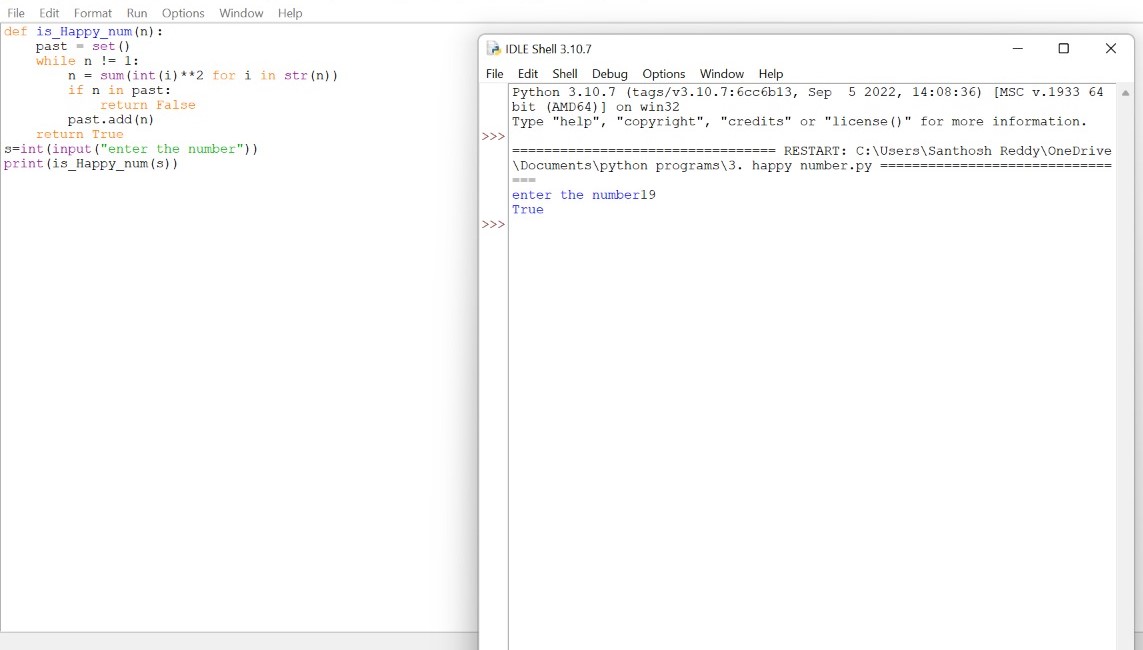 File Edit Format Run Options Window Help
def is_Happy_num(n):
    past = set()
    while n != 1:
        n = sum(int(i)**2 for i in str(n))
        if n in past:
            return False
        past.add(n)
    return True
s=int(input("enter the number"))
print(is_Happy_num(s))
IDLE Shell 3.10.7
File Edit Shell Debug Options Window Help
Python 3.10.7 (tags/v3.10.7:6cc6b13, Sep  5 2022, 14:08:36) [MSC v.1933 64
bit (AMD64)] on win32
Type "help", "copyright", "credits" or "license()" for more information.
>>>
================================= RESTART: C:\Users\Santhosh Reddy\OneDrive
\Documents\python programs\3. happy number.py =============================
===
enter the number19
True
>>>